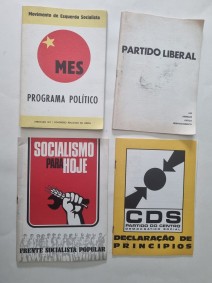 Movimento de Esquerda Socialista
MES
PROGRAMA POLÍTICO
PARTIDO LIBERAL
SOCIALISMO
PARA HOJE
FRENTE SOCIALISTA POPULAR
CDS
PARTIDO DO CENTRO
DEMOCRÁTICO SOCIAL
DECLARAÇÃO DE
PRINCÍPIOS